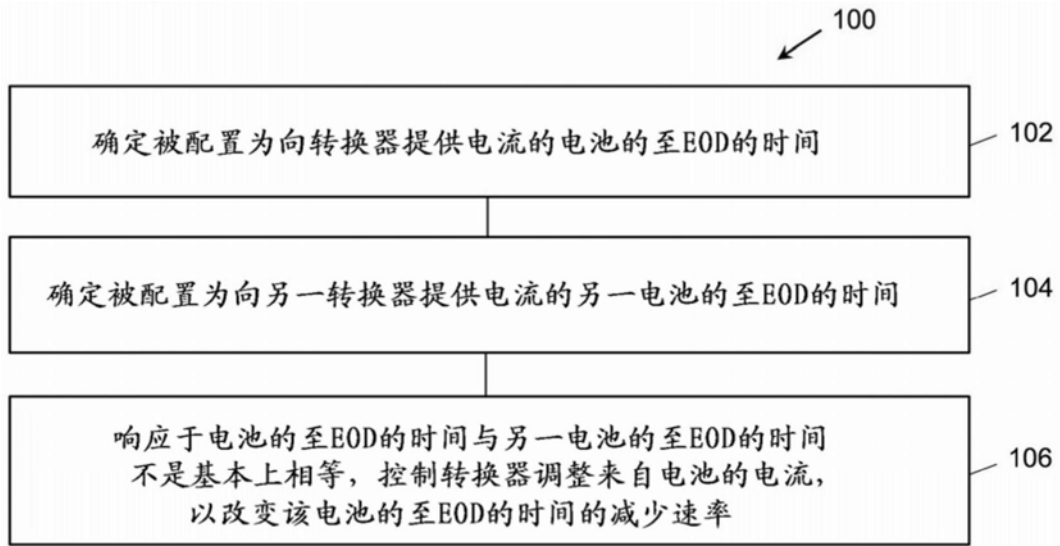 100
确定被配置为向转换器提供电流的电池的至EOD的时间
102
确定被配置为向另一转换器提供电流的另一电池的至EOD的时间
104
响应于电池的至EOD的时间与另一电池的至EOD的时间
不是基本上相等，控制转换器调整来自电池的电流，
以改变该电池的至EOD的时间的减少速率
106